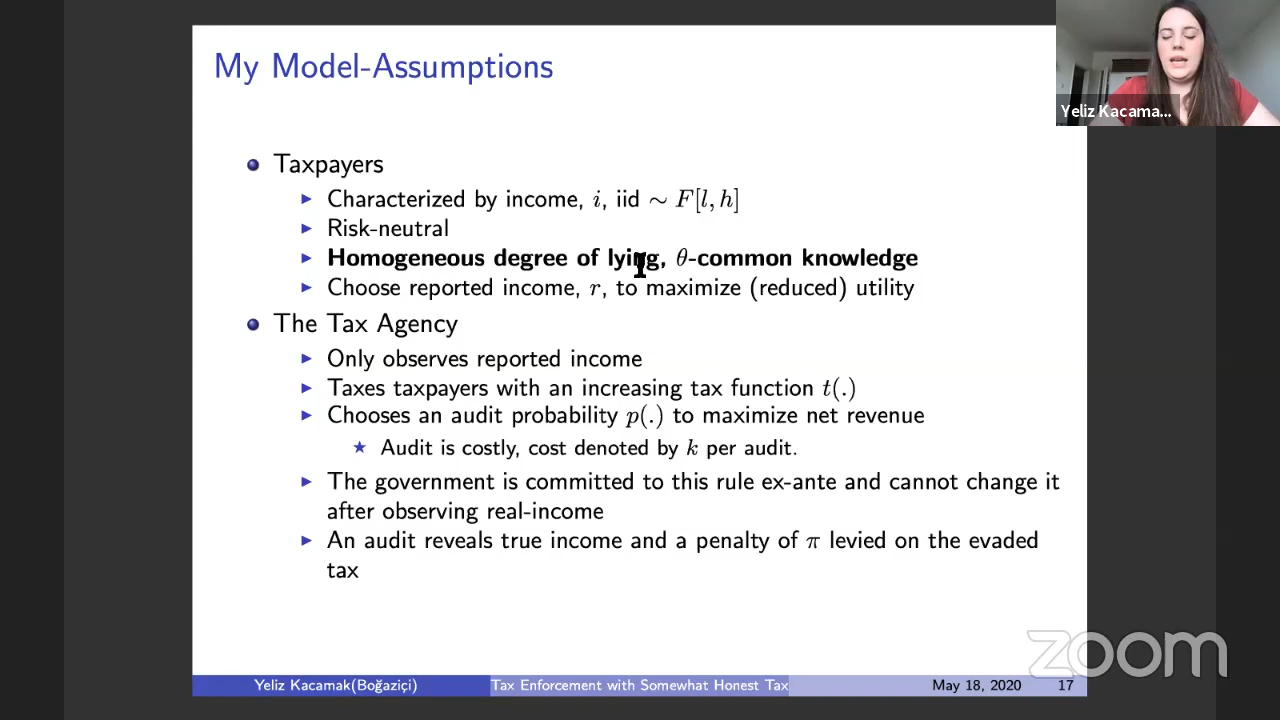 My Model-Assumptions
Yeliz Kacama...
Taxpayers
Characterized by income, i, iid ∼ F[l, h]
Risk-neutral
Homogeneous degree of lying, θ-common knowledge
Choose reported income, r, to maximize (reduced) utility
The Tax Agency
Only observes reported income
Taxes taxpayers with an increasing tax function t(.)
Chooses an audit probability p(.) to maximize net revenue
Audit is costly, cost denoted by k per audit.
The government is committed to this rule ex-ante and cannot change it
after observing real-income
An audit reveals true income and a penalty of π levied on the evaded
tax
zoom
Yeliz Kacamak(Boğaziçi) Tax Enforcement with Somewhat Honest Tax May 18, 2020 17